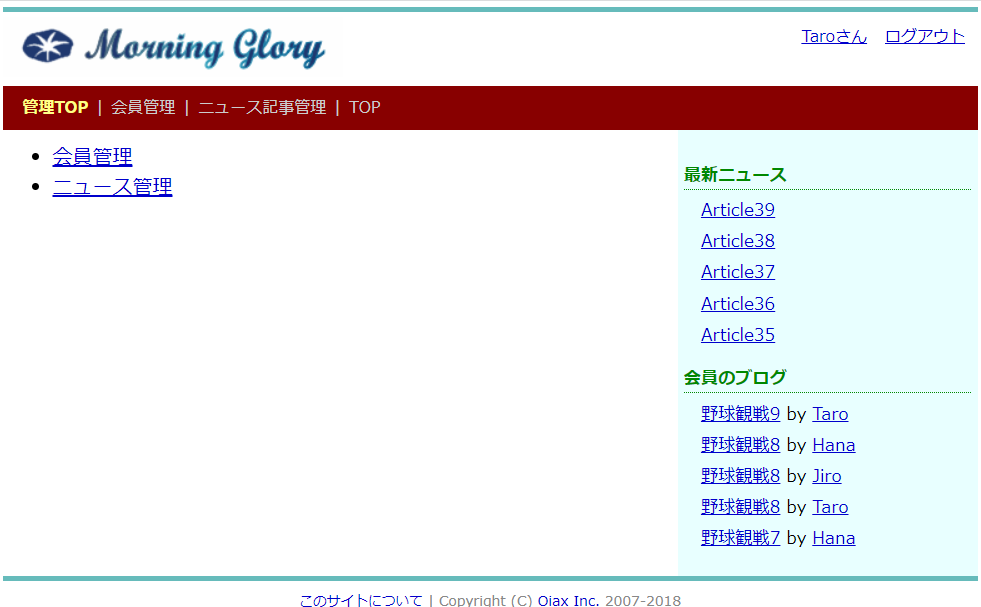 Morning Glory
Taroさん ログアウト
管理TOP | 会員管理 | ニュース記事管理 | TOP
会員管理
ニュース管理
最新ニュース
Article39
Article38
Article37
Article36
Article35
会員のブログ
野球観戦9 by Taro
野球観戦8 by Hana
野球観戦8 by Jiro
野球観戦8 by Taro
野球観戦7 by Hana
このサイトについて | Copyright (C) Oiax Inc. 2007-2018